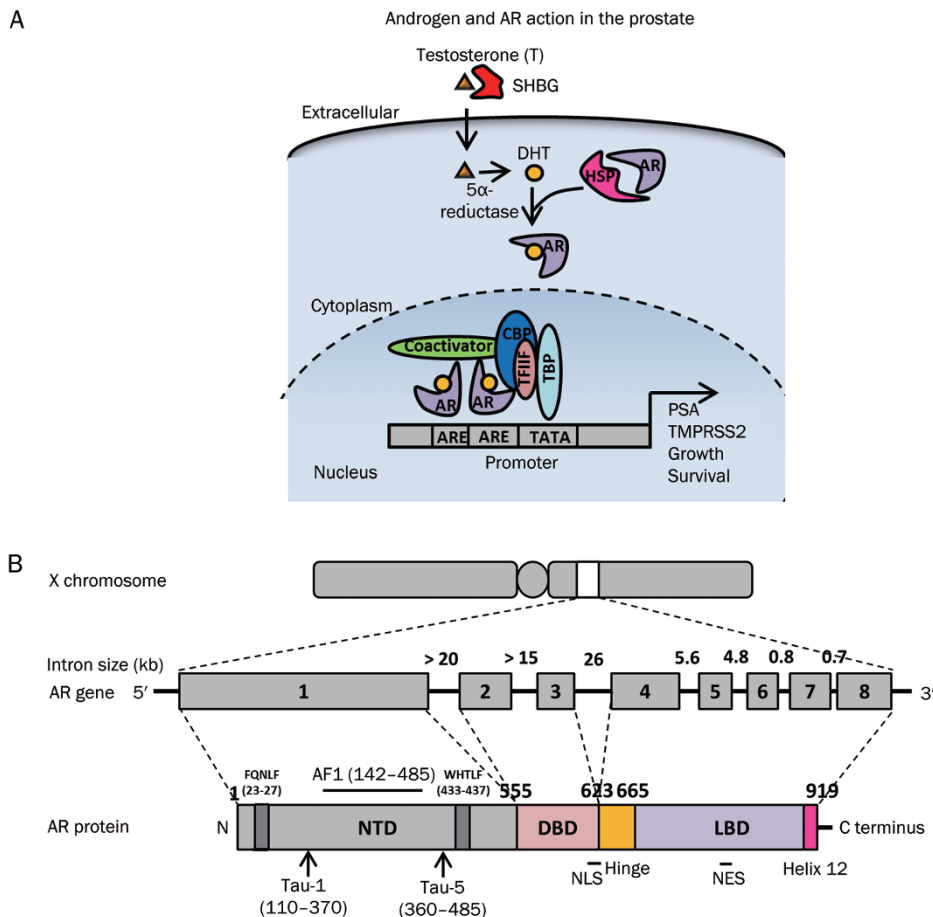 A
Androgen and AR action in the prostate
Testosterone (T)
SHBG
Extracellular
DHT
HSP
AR
5α-
reductase
AR
Cytoplasm
CBP
Coactivator
TFIIF
TBP
AR
AR
ARE
ARE
TATA
PSA
TMPRSS2
Growth
Survival
Promoter
Nucleus
B
X chromosome
Intron size (kb)
> 20
> 15
26
5.6
4.8
0.8
0.7
AR gene
5′
1
2
3
4
5
6
7
8
3′
FQNLF
(23-27)
AF1 (142–485)
WHTLF
(433-437)
1
555
623
665
919
AR protein
N
NTD
DBD
LBD
C terminus
NLS
Hinge
NES
Helix 12
Tau-1
(110–370)
Tau-5
(360–485)